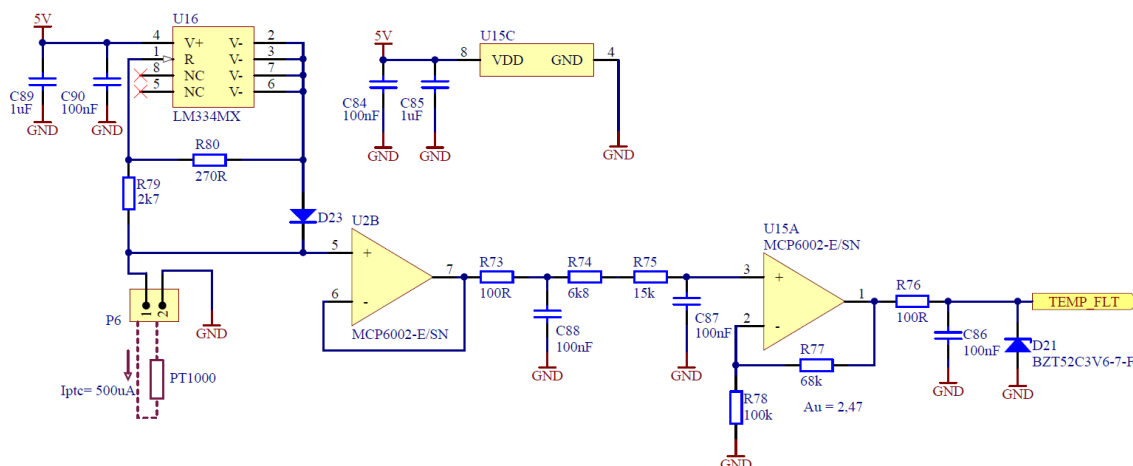 5V
U16
4
V+
V-
2
1
R
V-
3
8
NC
V-
7
5
NC
V-
6
LM334MX
C89
1uF
C90
100nF
GND
GND
5V
U15C
8
VDD
GND
4
C84
100nF
C85
1uF
GND
GND
GND
R80
270R
R79
2k7
D23
U2B
5
+
7
6
-
MCP6002-E/SN
R73
100R
R74
6k8
R75
15k
C88
100nF
GND
C87
100nF
GND
U15A
MCP6002-E/SN
3
+
1
2
-
R76
100R
TEMP_FLT
C86
100nF
GND
D21
BZT52C3V6-7-F
GND
R77
68k
R78
100k
Au = 2,47
GND
P6
1
2
GND
Iptc= 500uA
PT1000